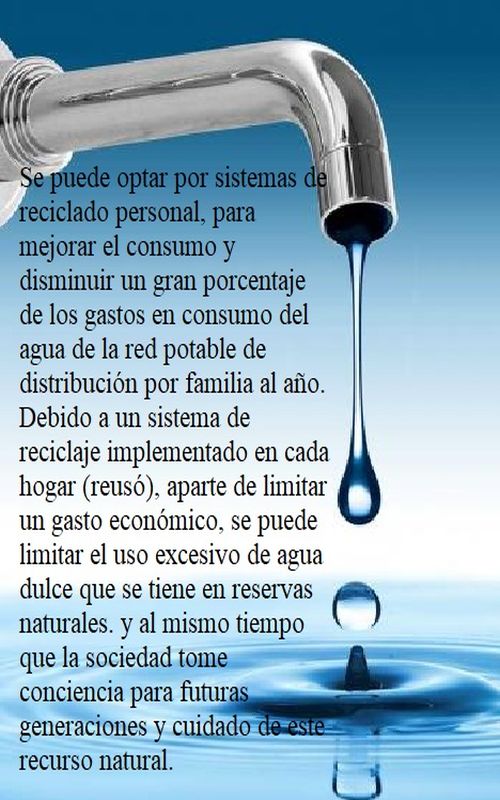 Se puede optar por sistemas de
reciclado personal, para
mejorar el consumo y
disminuir un gran porcentaje
de los gastos en consumo del
agua de la red potable de
distribución por familia al año.
Debido a un sistema de
reciclaje implementado en cada
hogar (reusó), aparte de limitar
un gasto económico, se puede
limitar el uso excesivo de agua
dulce que se tiene en reservas
naturales. y al mismo tiempo
que la sociedad tome
conciencia para futuras
generaciones y cuidado de este
recurso natural.